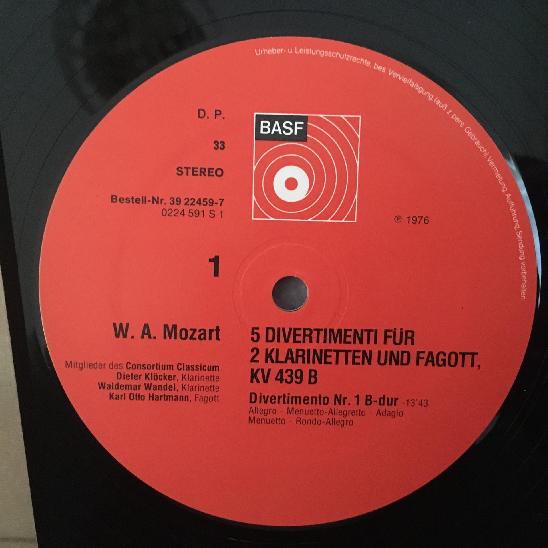 Urheber- u. Leistungsschutzrechte, bes. Vervielfältigung (auß. z. pers. Gebrauch), Vermietung, Aufführung, Sendung vorbehalten.
D. P.
BASF
33
STEREO
Bestell-Nr. 39 22459-7
0224 591 S 1
℗ 1976
1
W. A. Mozart
5 DIVERTIMENTI FÜR
2 KLARINETTEN UND FAGOTT,
KV 439 B
Mitglieder des Consortium Classicum
Dieter Klöcker, Klarinette
Waldemar Wandel, Klarinette
Karl Otto Hartmann, Fagott
Divertimento Nr. 1 B-dur -13'43
Allegro - Menuetto-Allegretto - Adagio
Menuetto - Rondo-Allegro